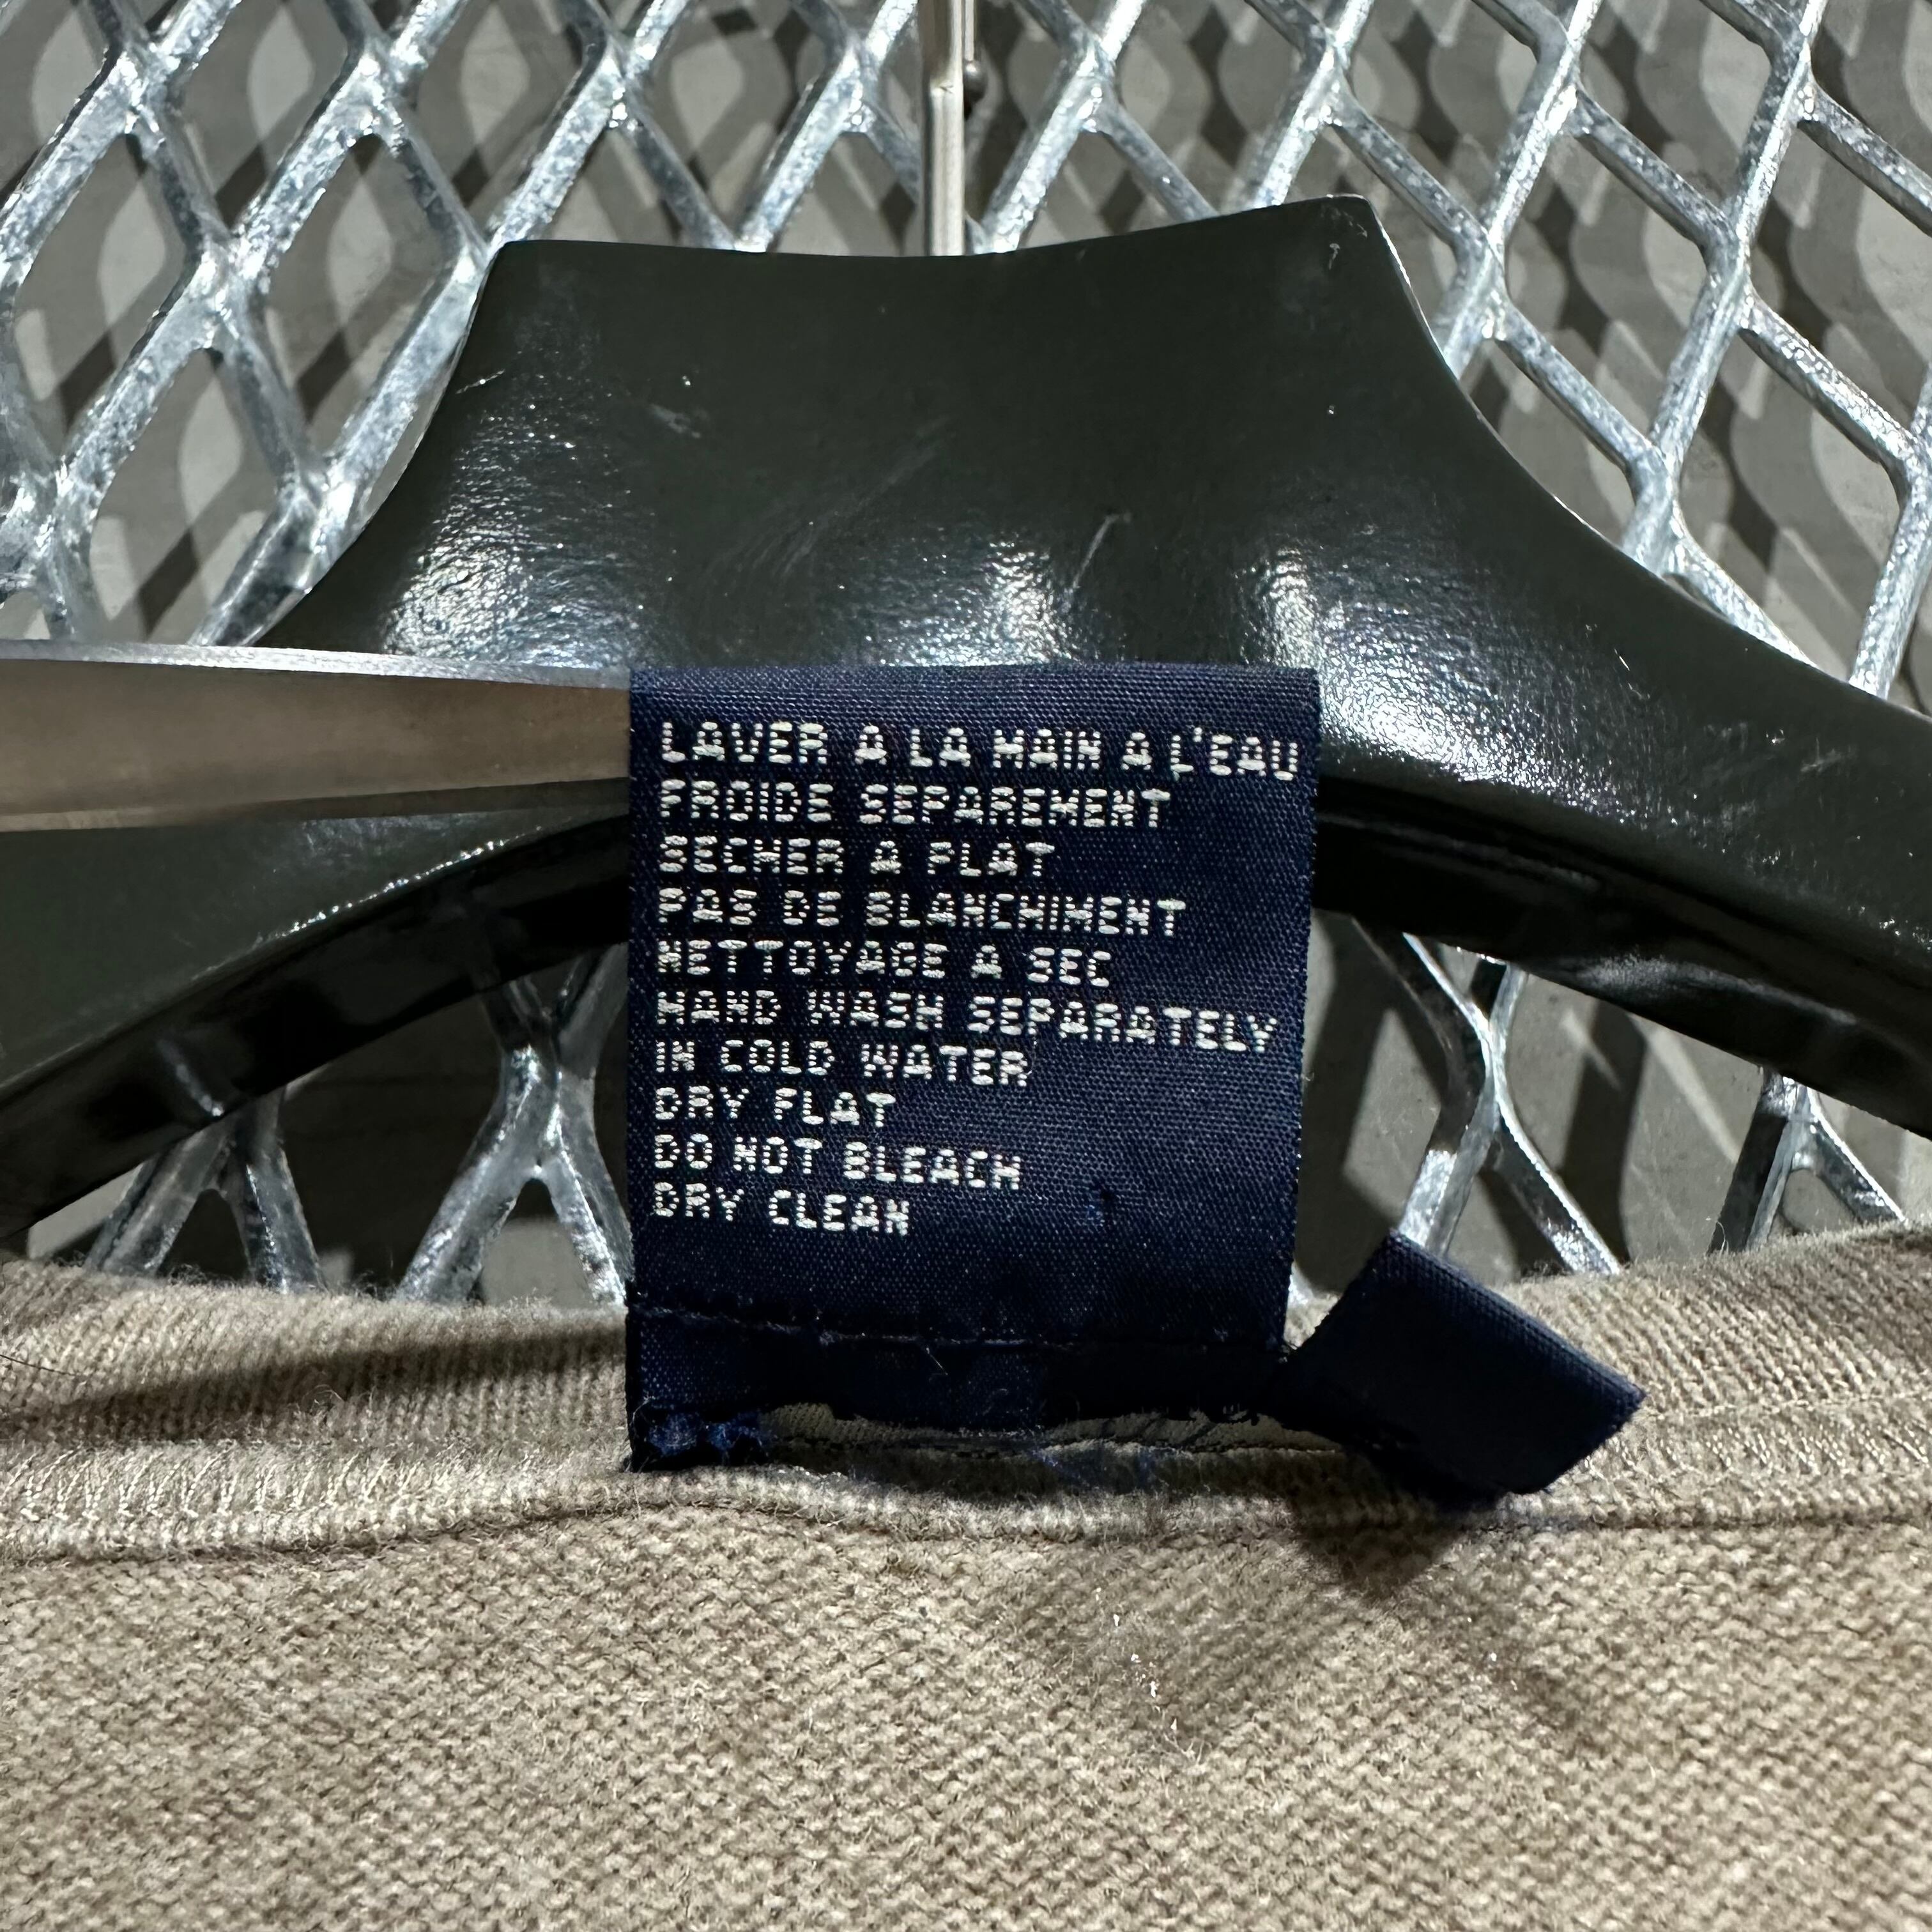 LAVER A LA MAIN A L'EAU
FROIDE SEPAREMENT
SECHER A PLAT
PAS DE BLANCHIMENT
NETTOYAGE A SEC
HAND WASH SEPARATELY
IN COLD WATER
DRY FLAT
DO NOT BLEACH
DRY CLEAN